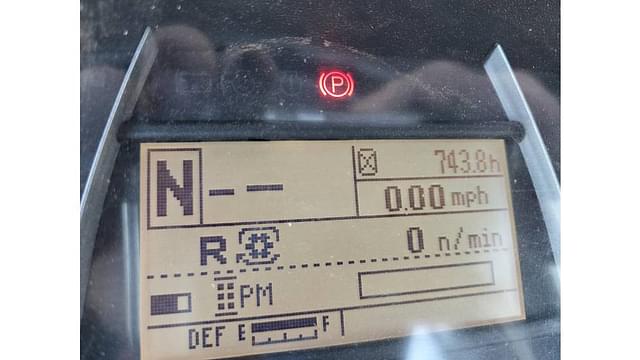 P
N--
743.8h
0.00 mph
R
0 n/min
PM
DEF E F